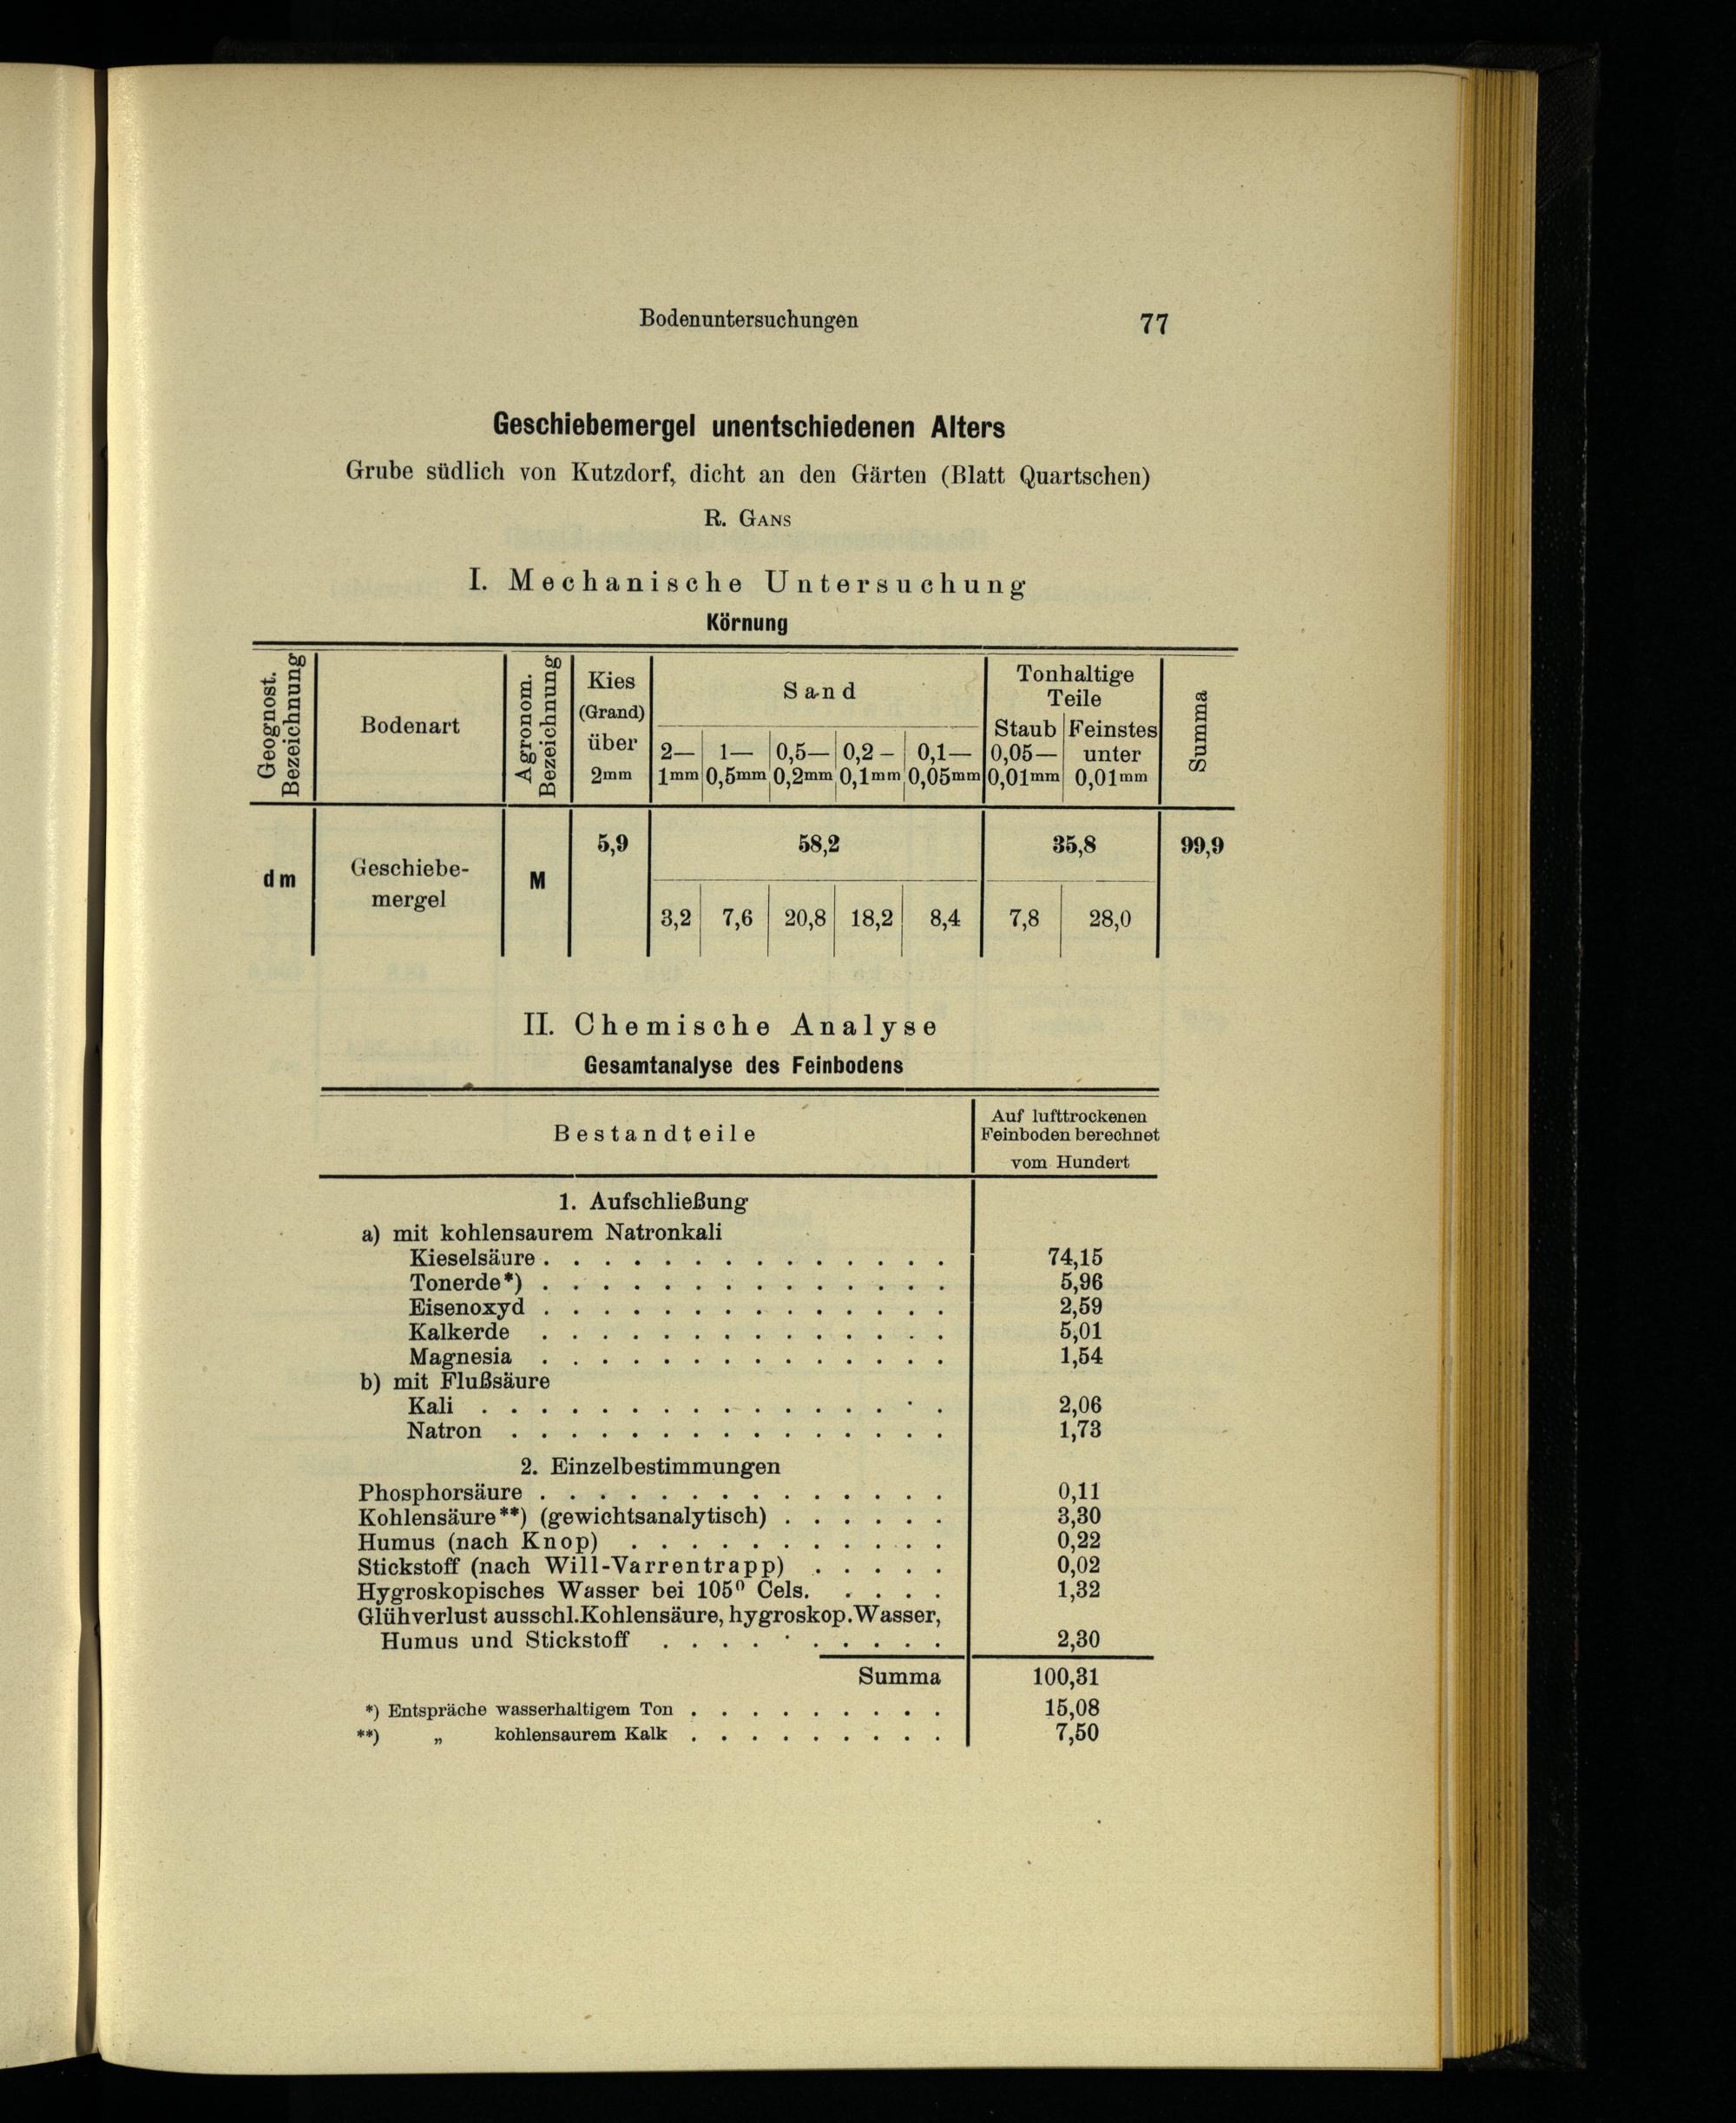 Bodenuntersuchungen 77
Geschiebemergel unentschiedenen Alters
Grube südlich von Kutzdorf, dicht an den Gärten (Blatt Quartschen)
R. GANS
I. Mechanische Untersuchung
Körnung
Geognost. Bezeichnung
Bodenart
Agronom. Bezeichnung
Kies
(Grand)
über
2mm
Sand
2— 1— 0,5— 0,2 – 0,1—
1mm 0,5mm 0,2mm 0,1mm 0,05mm
Tonhaltige
Teile
Staub Feinstes
0,05— unter
0,01mm 0,01mm
Summa
dm
Geschiebe-
mergel
M
5,9 58,2 35,8 99,9
3,2 7,6 20,8 18,2 8,4 7,8 28,0
II. Chemische Analyse
Gesamtanalyse des Feinbodens
Bestandteile
Auf lufttrockenen
Feinboden berechnet
vom Hundert
1. Aufschließung
a) mit kohlensaurem Natronkali
Kieselsäure . . . . . . . . . . . . . . 74,15
Tonerde*) . . . . . . . . . . . . . . 5,96
Eisenoxyd . . . . . . . . . . . . . . 2,59
Kalkerde . . . . . . . . . . . . . . 5,01
Magnesia . . . . . . . . . . . . . . 1,54
b) mit Flußsäure
Kali . . . . . . . . . . . . . . . . 2,06
Natron . . . . . . . . . . . . . . . 1,73
2. Einzelbestimmungen
Phosphorsäure . . . . . . . . . . . . . . 0,11
Kohlensäure**) (gewichtsanalytisch) . . . . . . 3,30
Humus (nach Knop) . . . . . . . . . . . 0,22
Stickstoff (nach Will-Varrentrapp) . . . . . 0,02
Hygroskopisches Wasser bei 105⁰ Cels. . . . . 1,32
Glühverlust ausschl. Kohlensäure, hygroskop. Wasser,
Humus und Stickstoff . . . . . . . . . . 2,30
Summa 100,31
*) Entspräche wasserhaltigem Ton . . . . . . . . . 15,08
**) „ kohlensaurem Kalk . . . . . . . . . 7,50